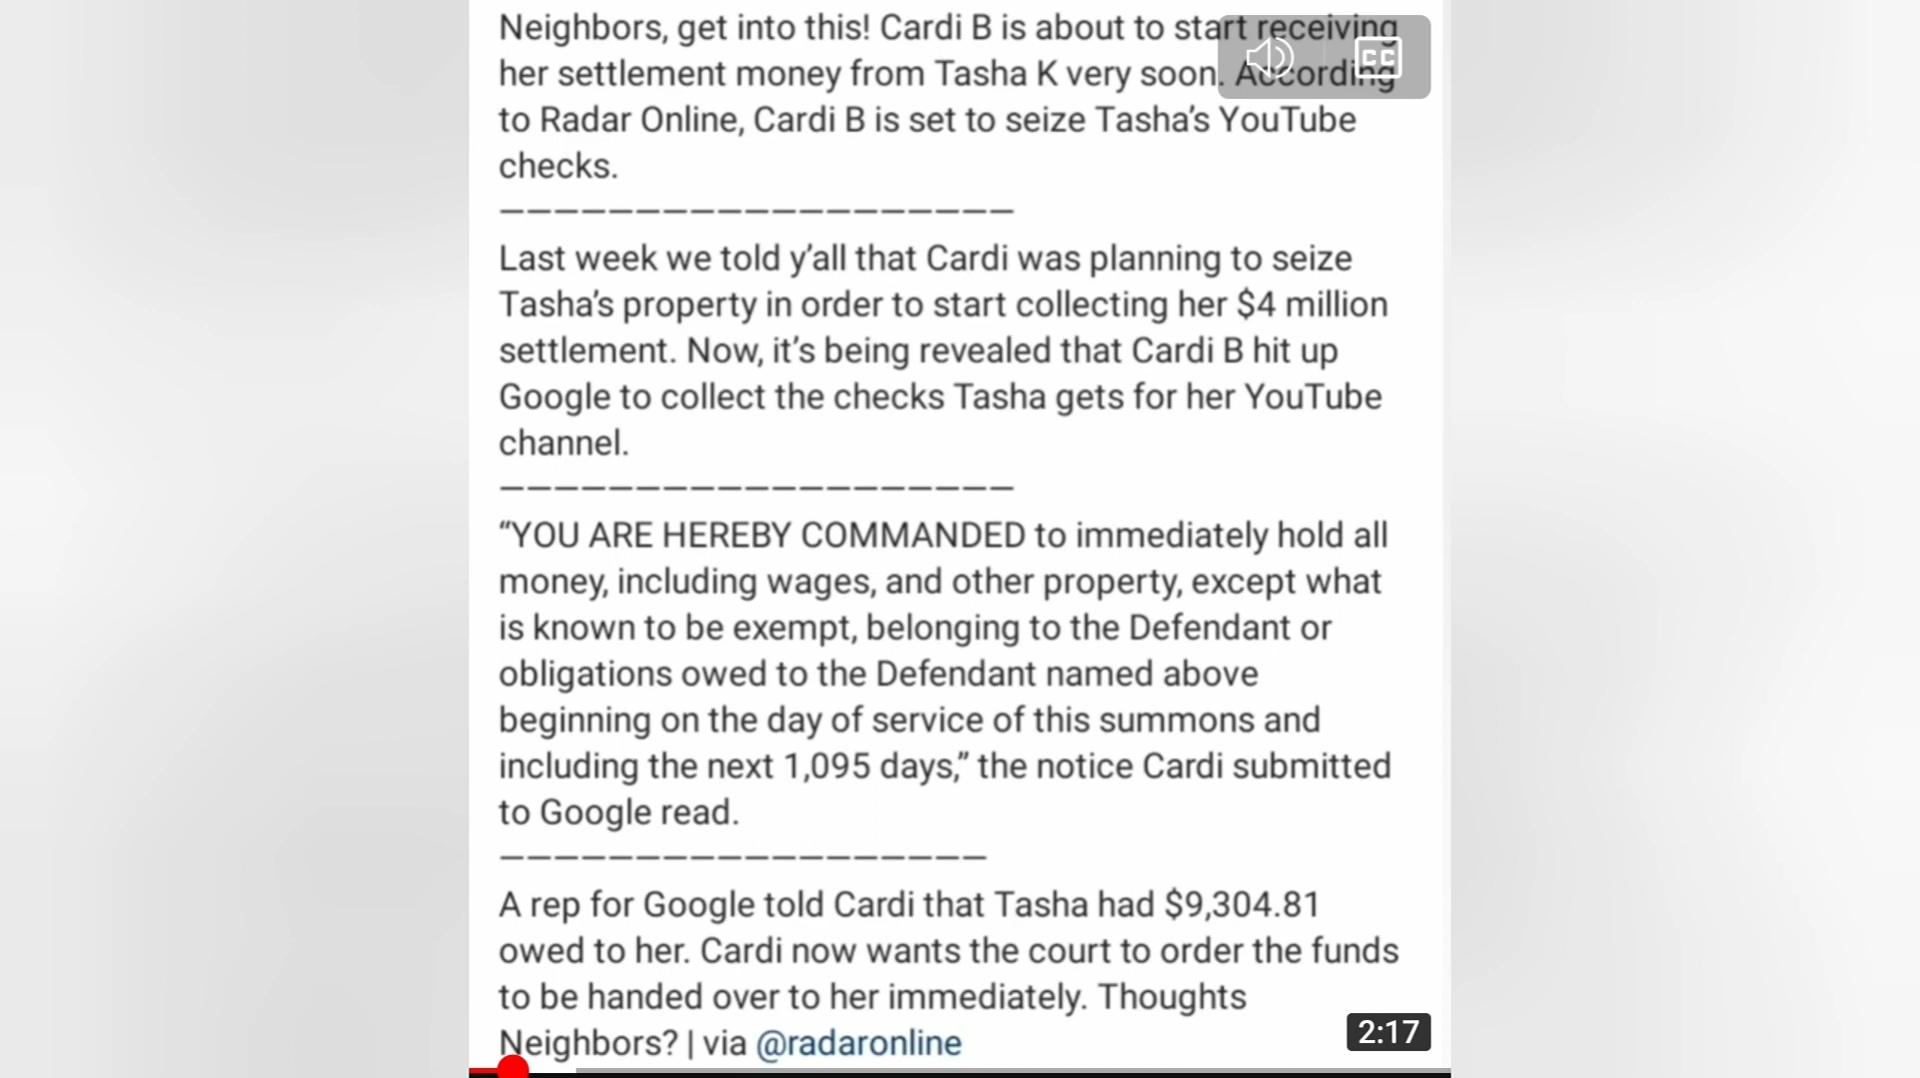 Neighbors, get into this! Cardi B is about to start receiving
her settlement money from Tasha K very soon. According
to Radar Online, Cardi B is set to seize Tasha’s YouTube
checks.
———————————————————
Last week we told y’all that Cardi was planning to seize
Tasha’s property in order to start collecting her $4 million
settlement. Now, it’s being revealed that Cardi B hit up
Google to collect the checks Tasha gets for her YouTube
channel.
———————————————————
“YOU ARE HEREBY COMMANDED to immediately hold all
money, including wages, and other property, except what
is known to be exempt, belonging to the Defendant or
obligations owed to the Defendant named above
beginning on the day of service of this summons and
including the next 1,095 days,” the notice Cardi submitted
to Google read.
——————————————————
A rep for Google told Cardi that Tasha had $9,304.81
owed to her. Cardi now wants the court to order the funds
to be handed over to her immediately. Thoughts
Neighbors? | via @radaronline
CC
2:17